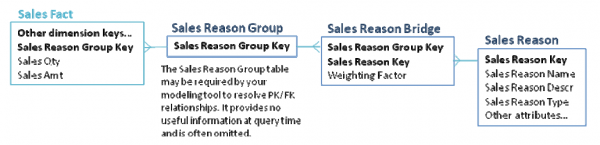 Sales Fact
Other dimension keys...
Sales Reason Group Key
Sales Qty
Sales Amt
Sales Reason Group
Sales Reason Group Key
The Sales Reason Group table
may be required by your
modeling tool to resolve PK/FK
relationships. It provides no
useful information at query time
and is often omitted.
Sales Reason Bridge
Sales Reason Group Key
Sales Reason Key
Weighting Factor
Sales Reason
Sales Reason Key
Sales Reason Name
Sales Reason Descr
Sales Reason Type
Other attributes...